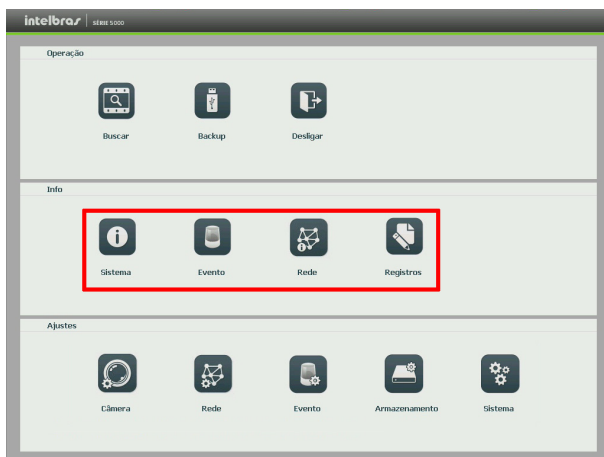 intelbras SÉRIE 5000
Operação
Buscar Backup Desligar
Info
Sistema Evento Rede Registros
Ajustes
Câmera Rede Evento Armazenamento Sistema